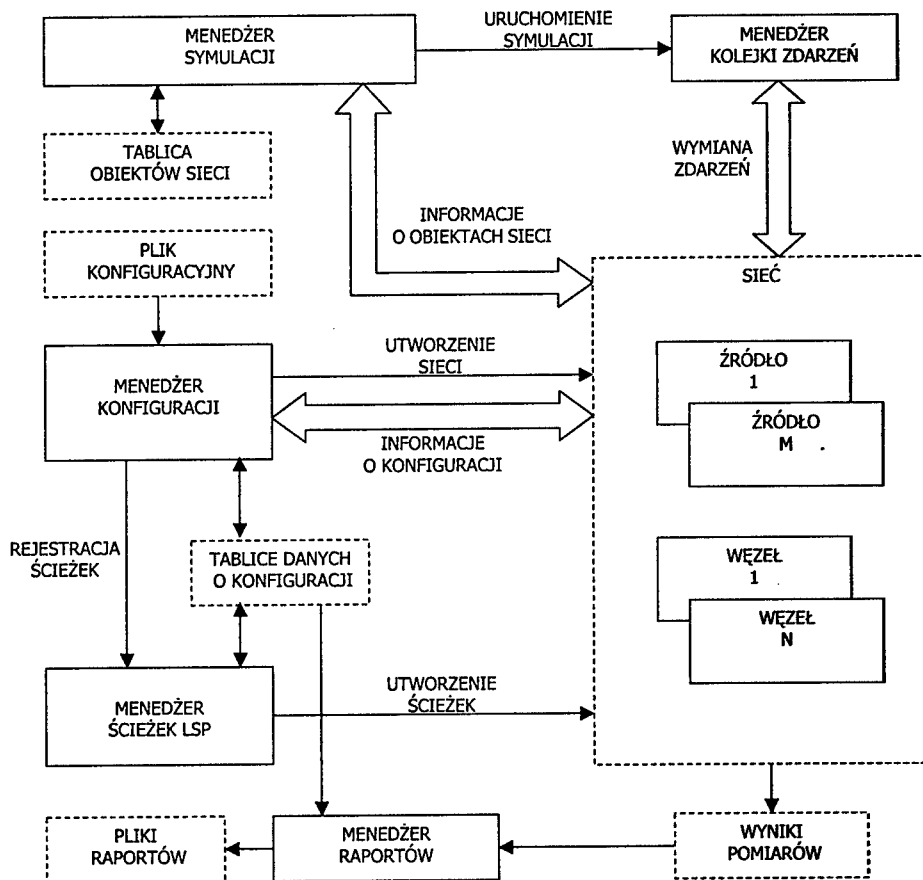 MENEDŻER
SYMULACJI
URUCHOMIENIE
SYMULACJI
MENEDŻER
KOLEJKI ZDARZEŃ
TABLICA
OBIEKTÓW SIECI
WYMIANA
ZDARZEŃ
INFORMACJE
O OBIEKTACH SIECI
PLIK
KONFIGURACYJNY
SIEĆ
MENEDŻER
KONFIGURACJI
UTWORZENIE
SIECI
ŹRÓDŁO
1
ŹRÓDŁO
M
INFORMACJE
O KONFIGURACJI
REJESTRACJA
ŚCIEŻEK
TABLICE DANYCH
O KONFIGURACJI
WĘZEŁ
1
WĘZEŁ
N
MENEDŻER
ŚCIEŻEK LSP
UTWORZENIE
ŚCIEŻEK
PLIKI
RAPORTÓW
MENEDŻER
RAPORTÓW
WYNIKI
POMIARÓW